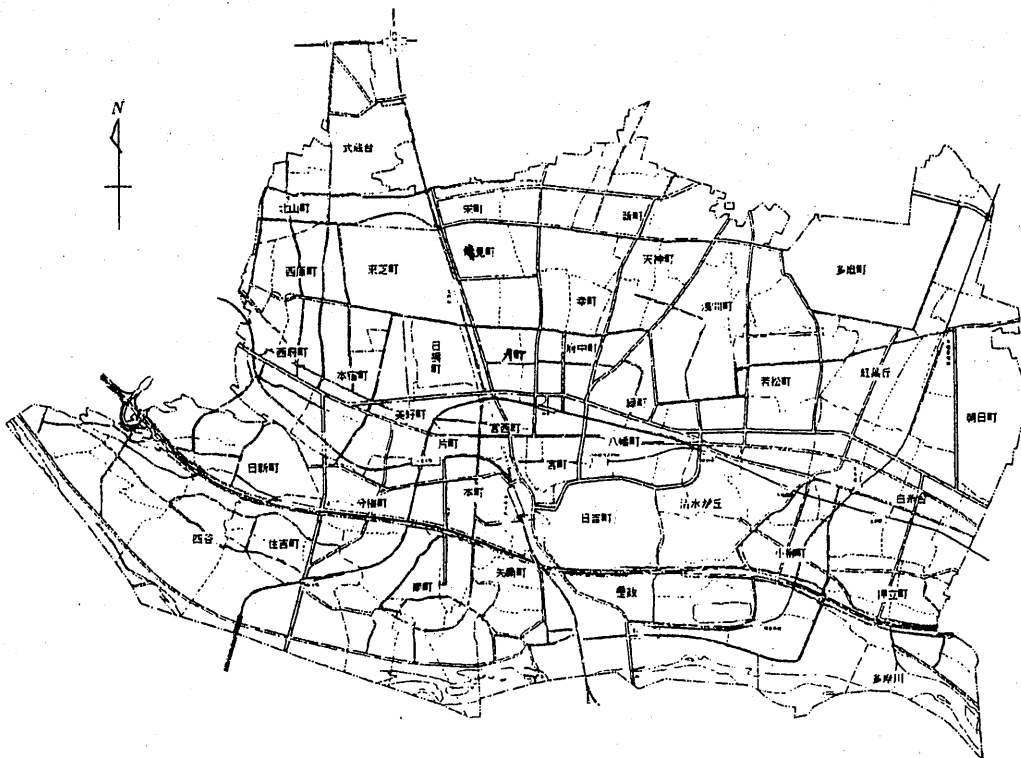 N
武蔵台
北山町
栄町
新町
西原町
東芝町
晴見町
天神町
多磨町
幸町
浅間町
西府町
本宿町
日鋼町
府中町
若松町
紅葉丘
緑町
朝日町
美好町
宮西町
片町
八幡町
日新町
宮町
本町
分梅町
日吉町
清水が丘
白糸台
四谷
住吉町
小柳町
矢崎町
是政
押立町
多摩川